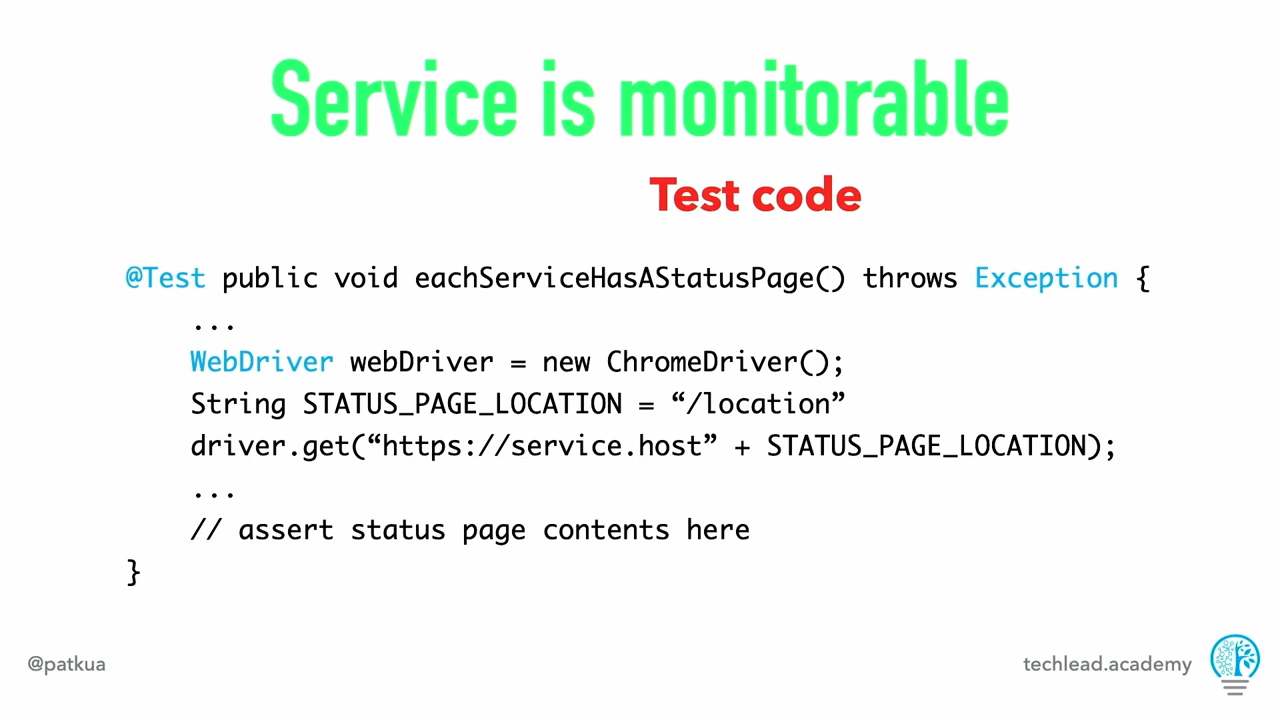 Service is monitorable
Test code
@Test public void eachServiceHasAStatusPage() throws Exception {
...
WebDriver webDriver = new ChromeDriver();
String STATUS_PAGE_LOCATION = “/location”
driver.get(“https://service.host” + STATUS_PAGE_LOCATION);
...
// assert status page contents here
}
@patkua
techlead.academy